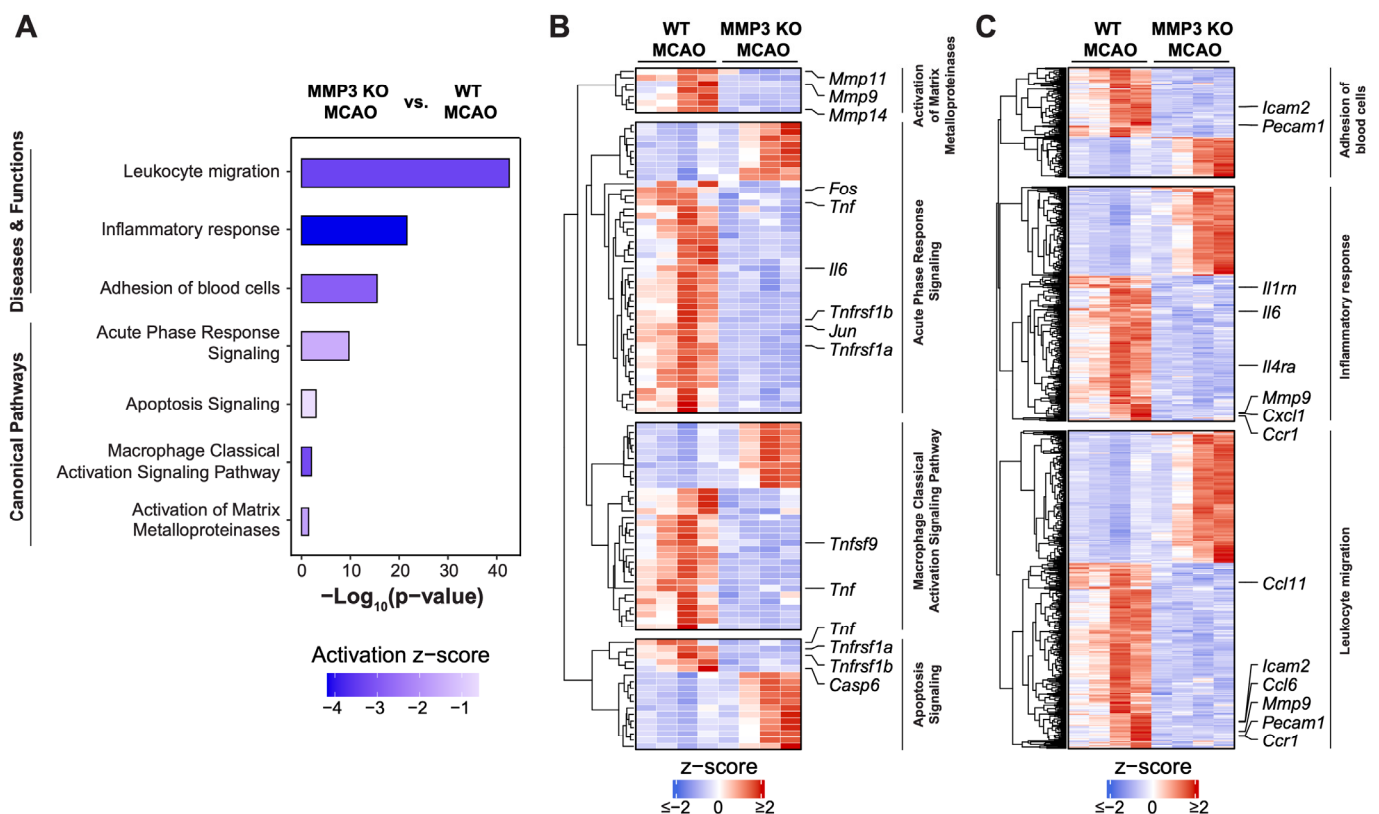 A
MMP3 KO
MCAO
vs.
WT
MCAO
Diseases & Functions
Leukocyte migration
Inflammatory response
Adhesion of blood cells
Canonical Pathways
Acute Phase Response
Signaling
Apoptosis Signaling
Macrophage Classical
Activation Signaling Pathway
Activation of Matrix
Metalloproteinases
0 10 20 30 40
−Log10(p-value)
Activation z-score
−4 −3 −2 −1
B
WT
MCAO
MMP3 KO
MCAO
Mmp11
Mmp9
Mmp14
Activation of Matrix
Metalloproteinases
Fos
Tnf
Il6
Tnfrsf1b
Jun
Tnfrsf1a
Acute Phase Response
Signaling
Tnfsf9
Tnf
Macrophage Classical
Activation Signaling Pathway
Tnf
Tnfrsf1a
Tnfrsf1b
Casp6
Apoptosis
Signaling
z−score
≤−2 0 ≥2
C
WT
MCAO
MMP3 KO
MCAO
Icam2
Pecam1
Adhesion of
blood cells
Il1rn
Il6
Il4ra
Mmp9
Cxcl1
Ccr1
Inflammatory response
Ccl11
Icam2
Ccl6
Mmp9
Pecam1
Ccr1
Leukocyte migration
z−score
≤−2 0 ≥2